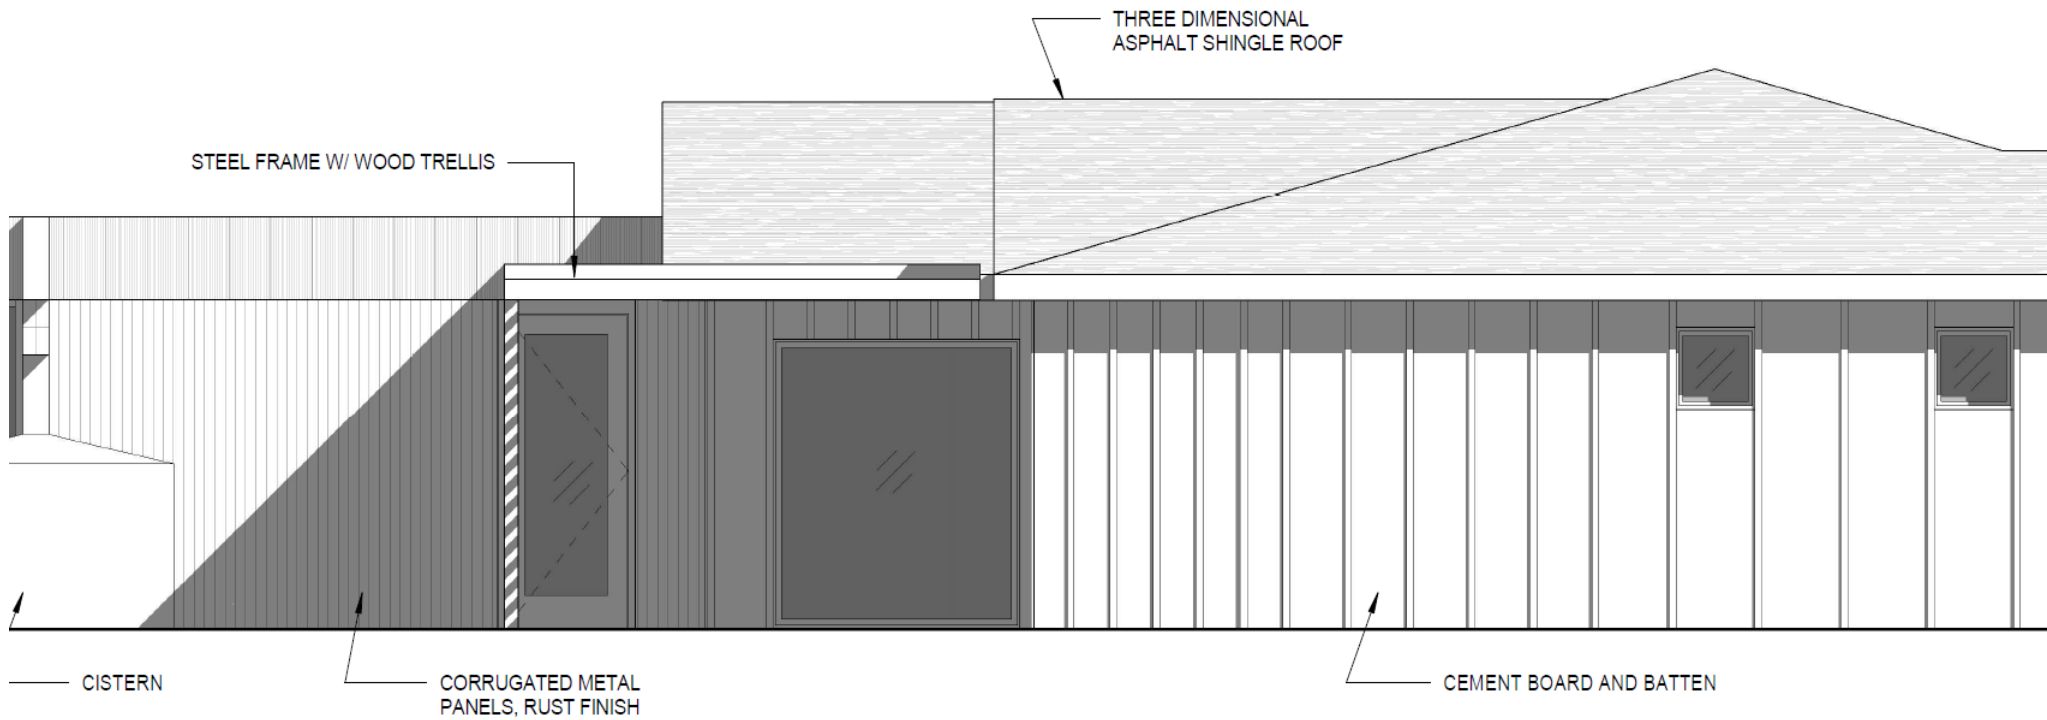 THREE DIMENSIONAL
ASPHALT SHINGLE ROOF
STEEL FRAME W/ WOOD TRELLIS
CISTERN
CORRUGATED METAL
PANELS, RUST FINISH
CEMENT BOARD AND BATTEN